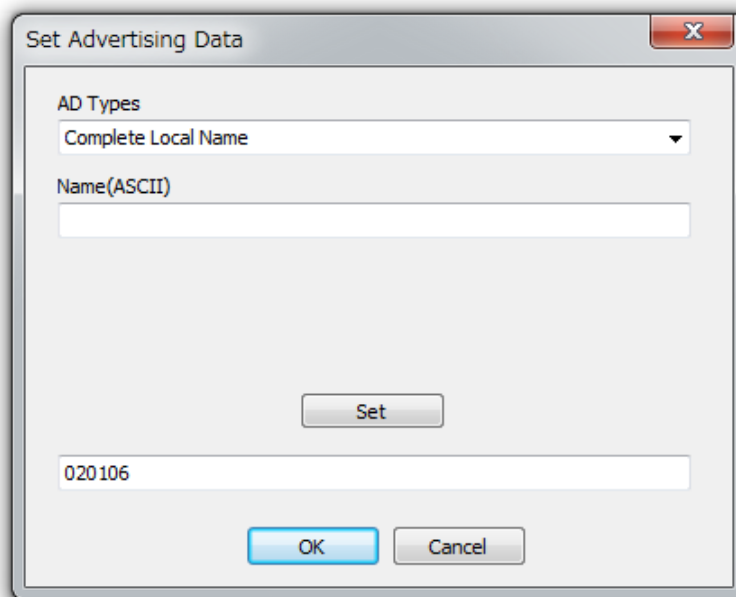 Set Advertising Data
AD Types
Complete Local Name
Name(ASCII)
Set
020106
OK
Cancel